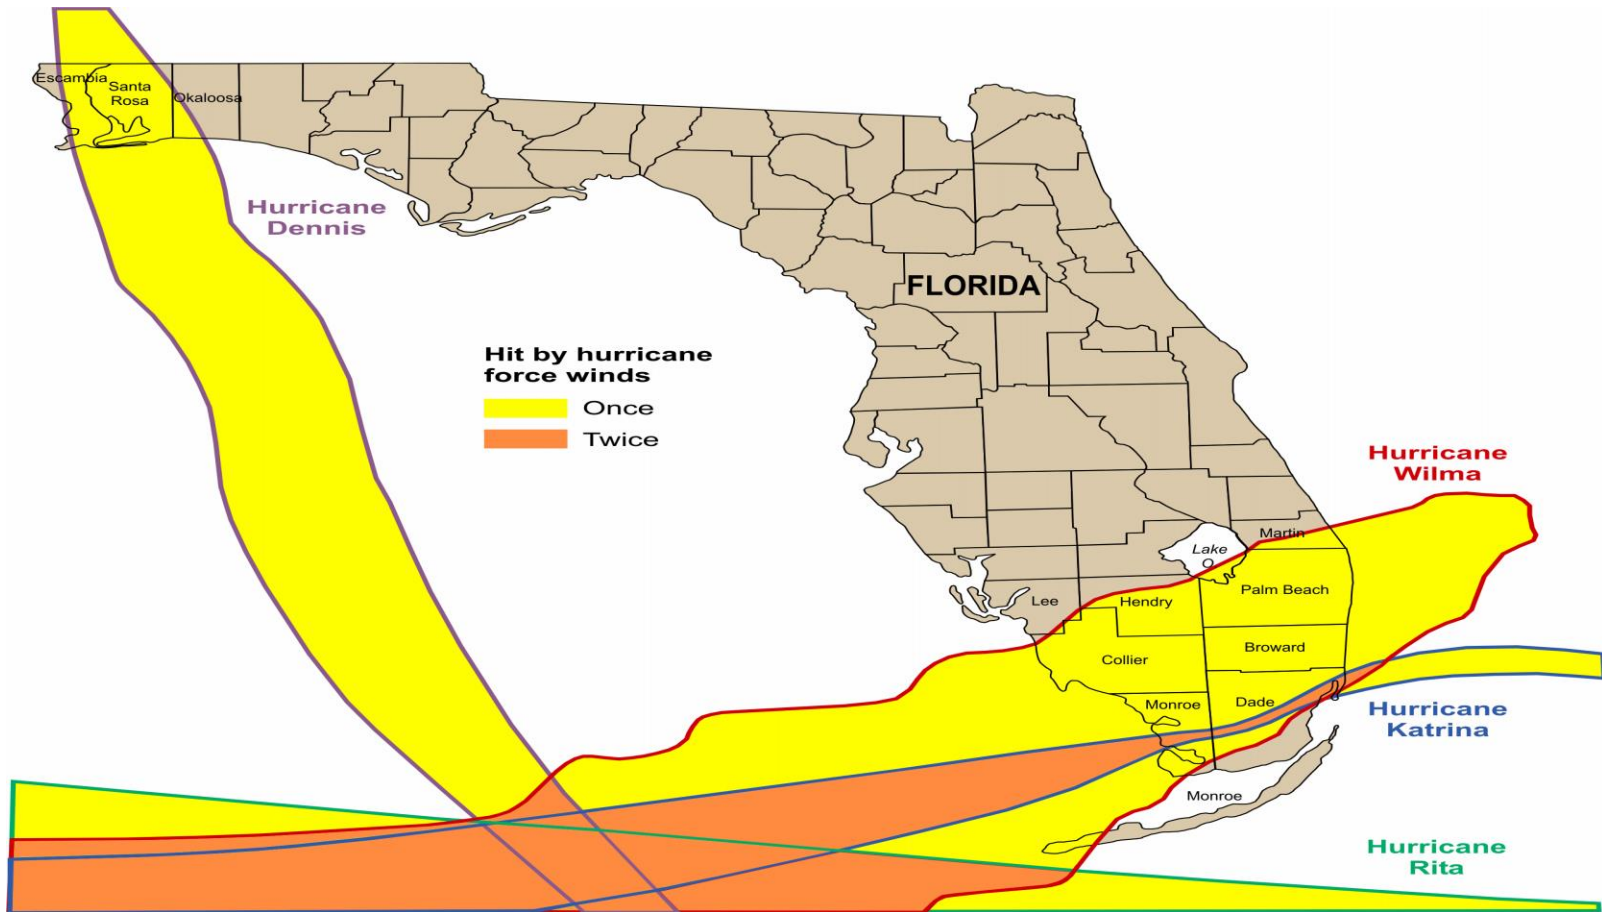 Escambia
Santa
Rosa
Okaloosa
Hurricane
Dennis
FLORIDA
Hit by hurricane
force winds
Once
Twice
Hurricane
Wilma
Martin
Lake
O
Palm Beach
Lee
Hendry
Broward
Collier
Monroe
Dade
Hurricane
Katrina
Monroe
Hurricane
Rita